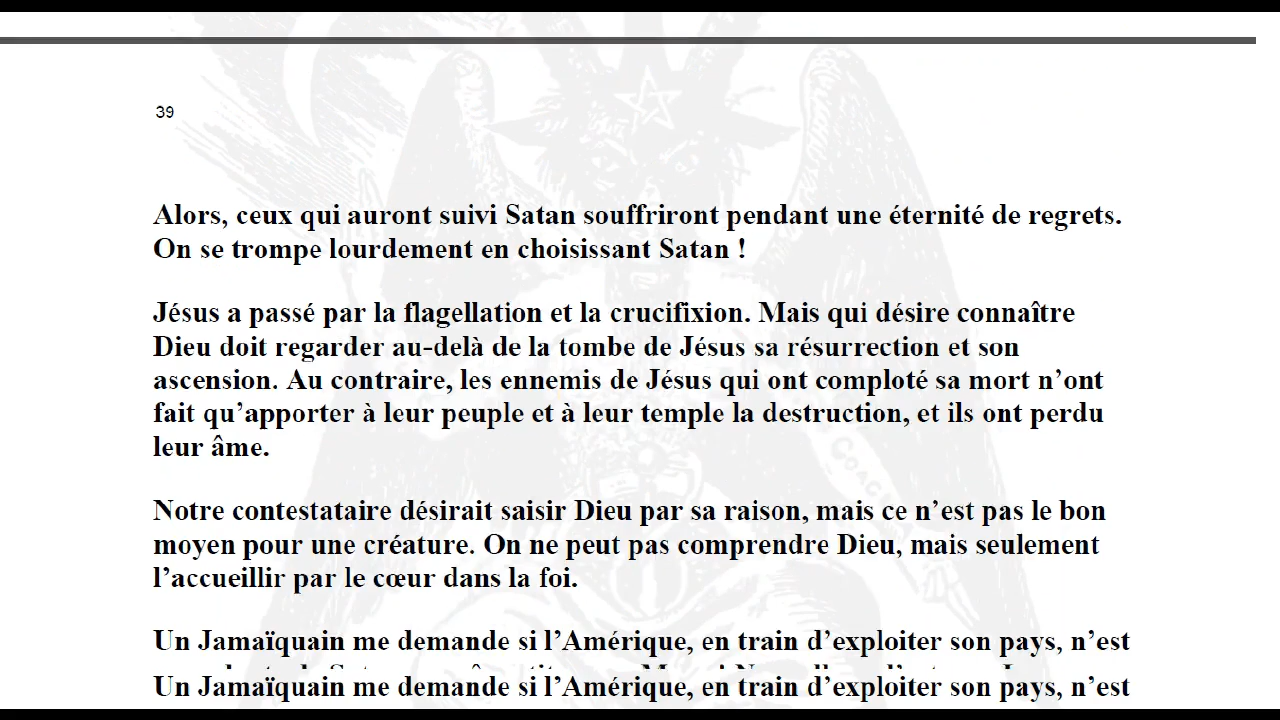 39
Alors, ceux qui auront suivi Satan souffriront pendant une éternité de regrets.
On se trompe lourdement en choisissant Satan !
Jésus a passé par la flagellation et la crucifixion. Mais qui désire connaître
Dieu doit regarder au-delà de la tombe de Jésus sa résurrection et son
ascension. Au contraire, les ennemis de Jésus qui ont comploté sa mort n’ont
fait qu’apporter à leur peuple et à leur temple la destruction, et ils ont perdu
leur âme.
Notre contestataire désirait saisir Dieu par sa raison, mais ce n’est pas le bon
moyen pour une créature. On ne peut pas comprendre Dieu, mais seulement
l’accueillir par le cœur dans la foi.
Un Jamaïquain me demande si l’Amérique, en train d’exploiter son pays, n’est
Un Jamaïquain me demande si l’Amérique, en train d’exploiter son pays, n’est